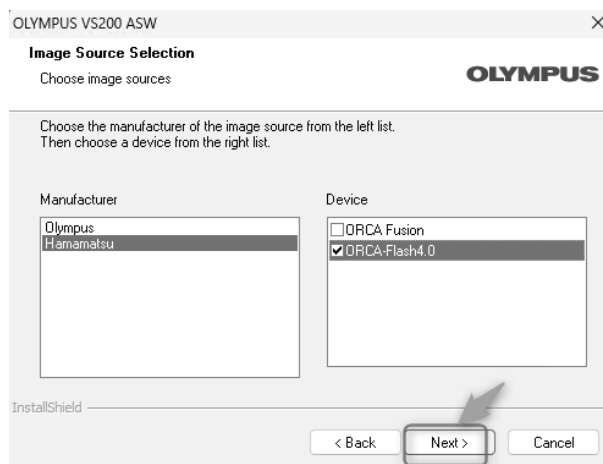 OLYMPUS VS200 ASW
Image Source Selection
Choose image sources
OLYMPUS
Choose the manufacturer of the image source from the left list.
Then choose a device from the right list.
Manufacturer
Device
Olympus
Hamamatsu
ORCA Fusion
ORCA-Flash4.0
InstallShield
< Back
Next >
Cancel